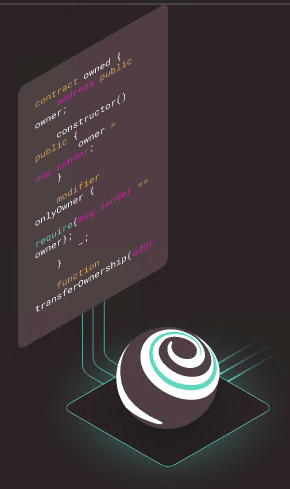 contract owned {
address public
owner;
constructor()
public { owner =
msg.sender;
}
modifier
onlyOwner {
require(msg.sender ==
owner); _;
}
function
transferOwnership(addr